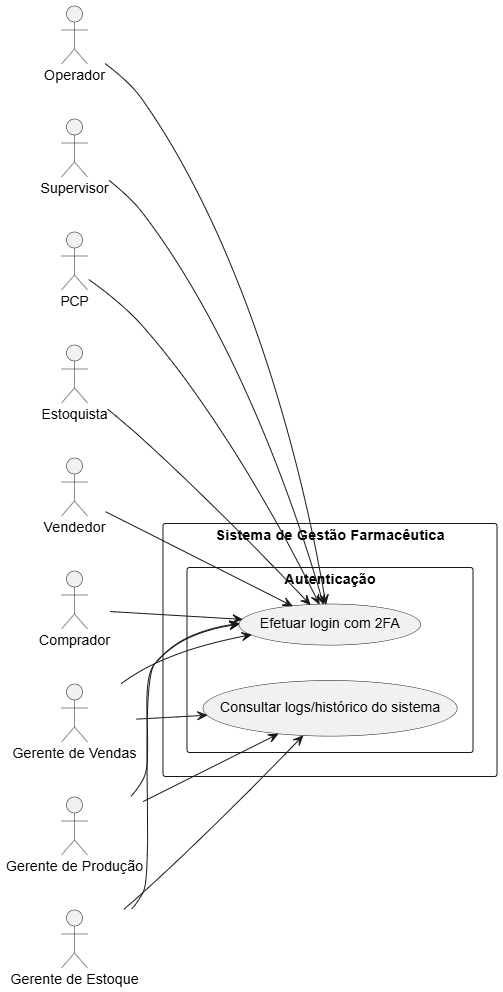 Operador
Supervisor
PCP
Estoquista
Vendedor
Sistema de Gestão Farmacêutica
Autenticação
Efetuar login com 2FA
Comprador
Consultar logs/histórico do sistema
Gerente de Vendas
Gerente de Produção
Gerente de Estoque